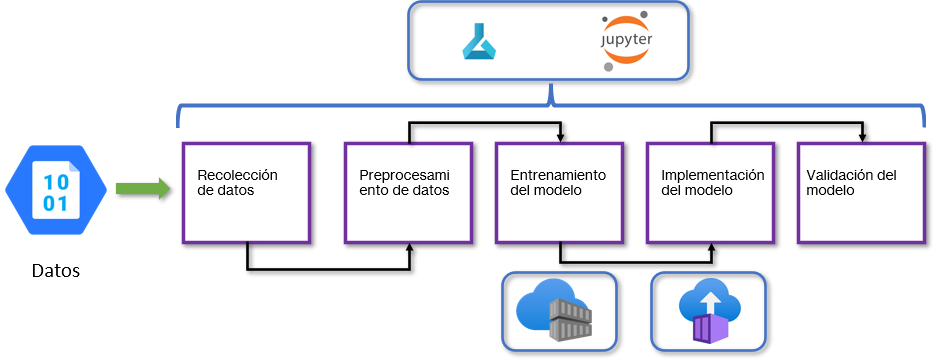 jupyter
Recolección
de datos
Preprocesami
ento de datos
Entrenamiento
del modelo
Implementación
del modelo
Validación del
modelo
10
01
Datos